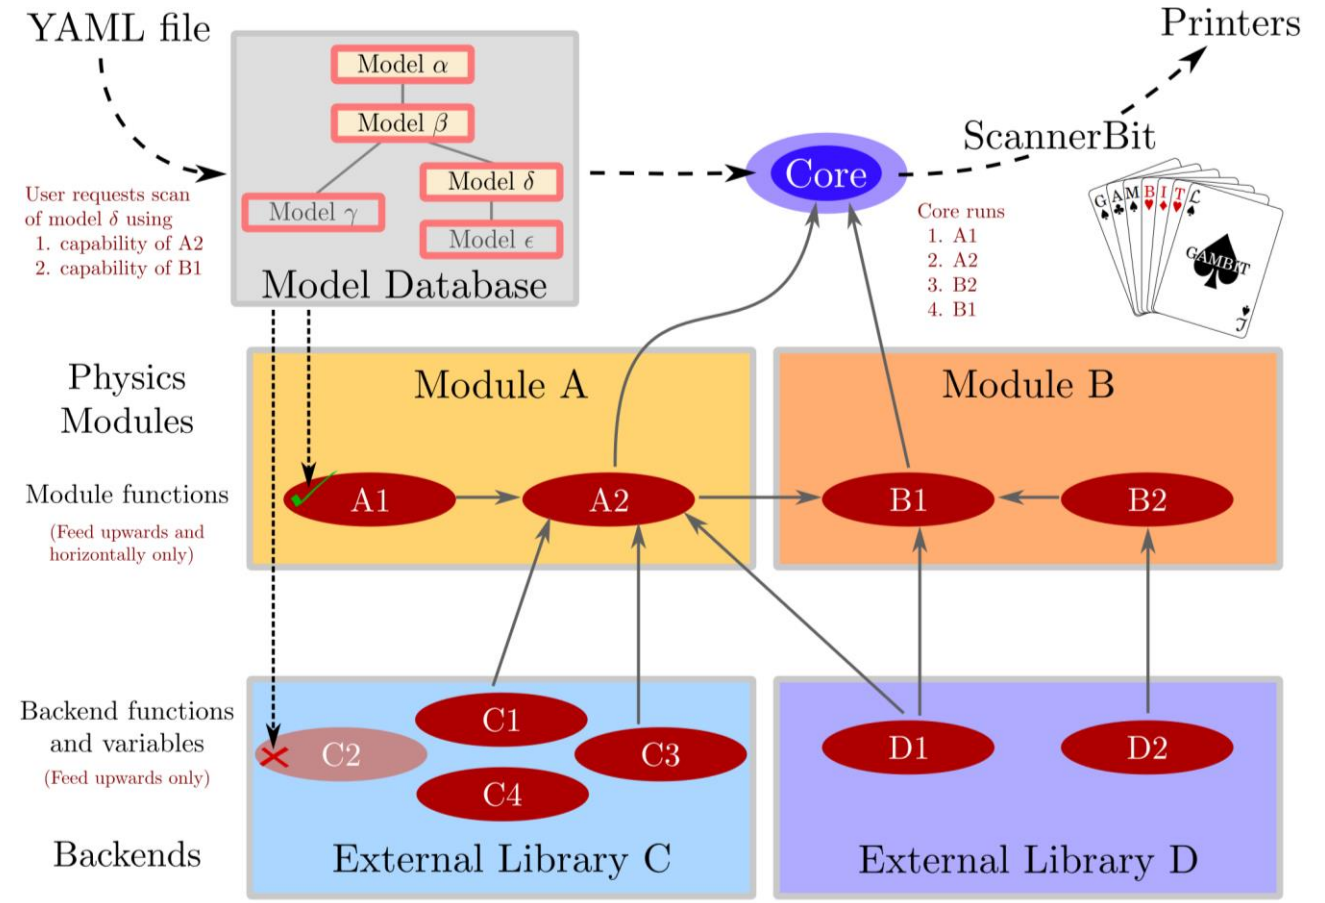 YAML file
Printers
Model α
Model β
Model δ
Model γ
Model ϵ
Model Database
User requests scan
of model δ using
1. capability of A2
2. capability of B1
Core
ScannerBit
Core runs
1. A1
2. A2
3. B2
4. B1
G A M B I T
GAMBIT
J
Physics
Modules
Module A
Module B
Module functions
(Feed upwards and
horizontally only)
A1
A2
B1
B2
Backend functions
and variables
(Feed upwards only)
C1
C2
C3
C4
D1
D2
Backends
External Library C
External Library D